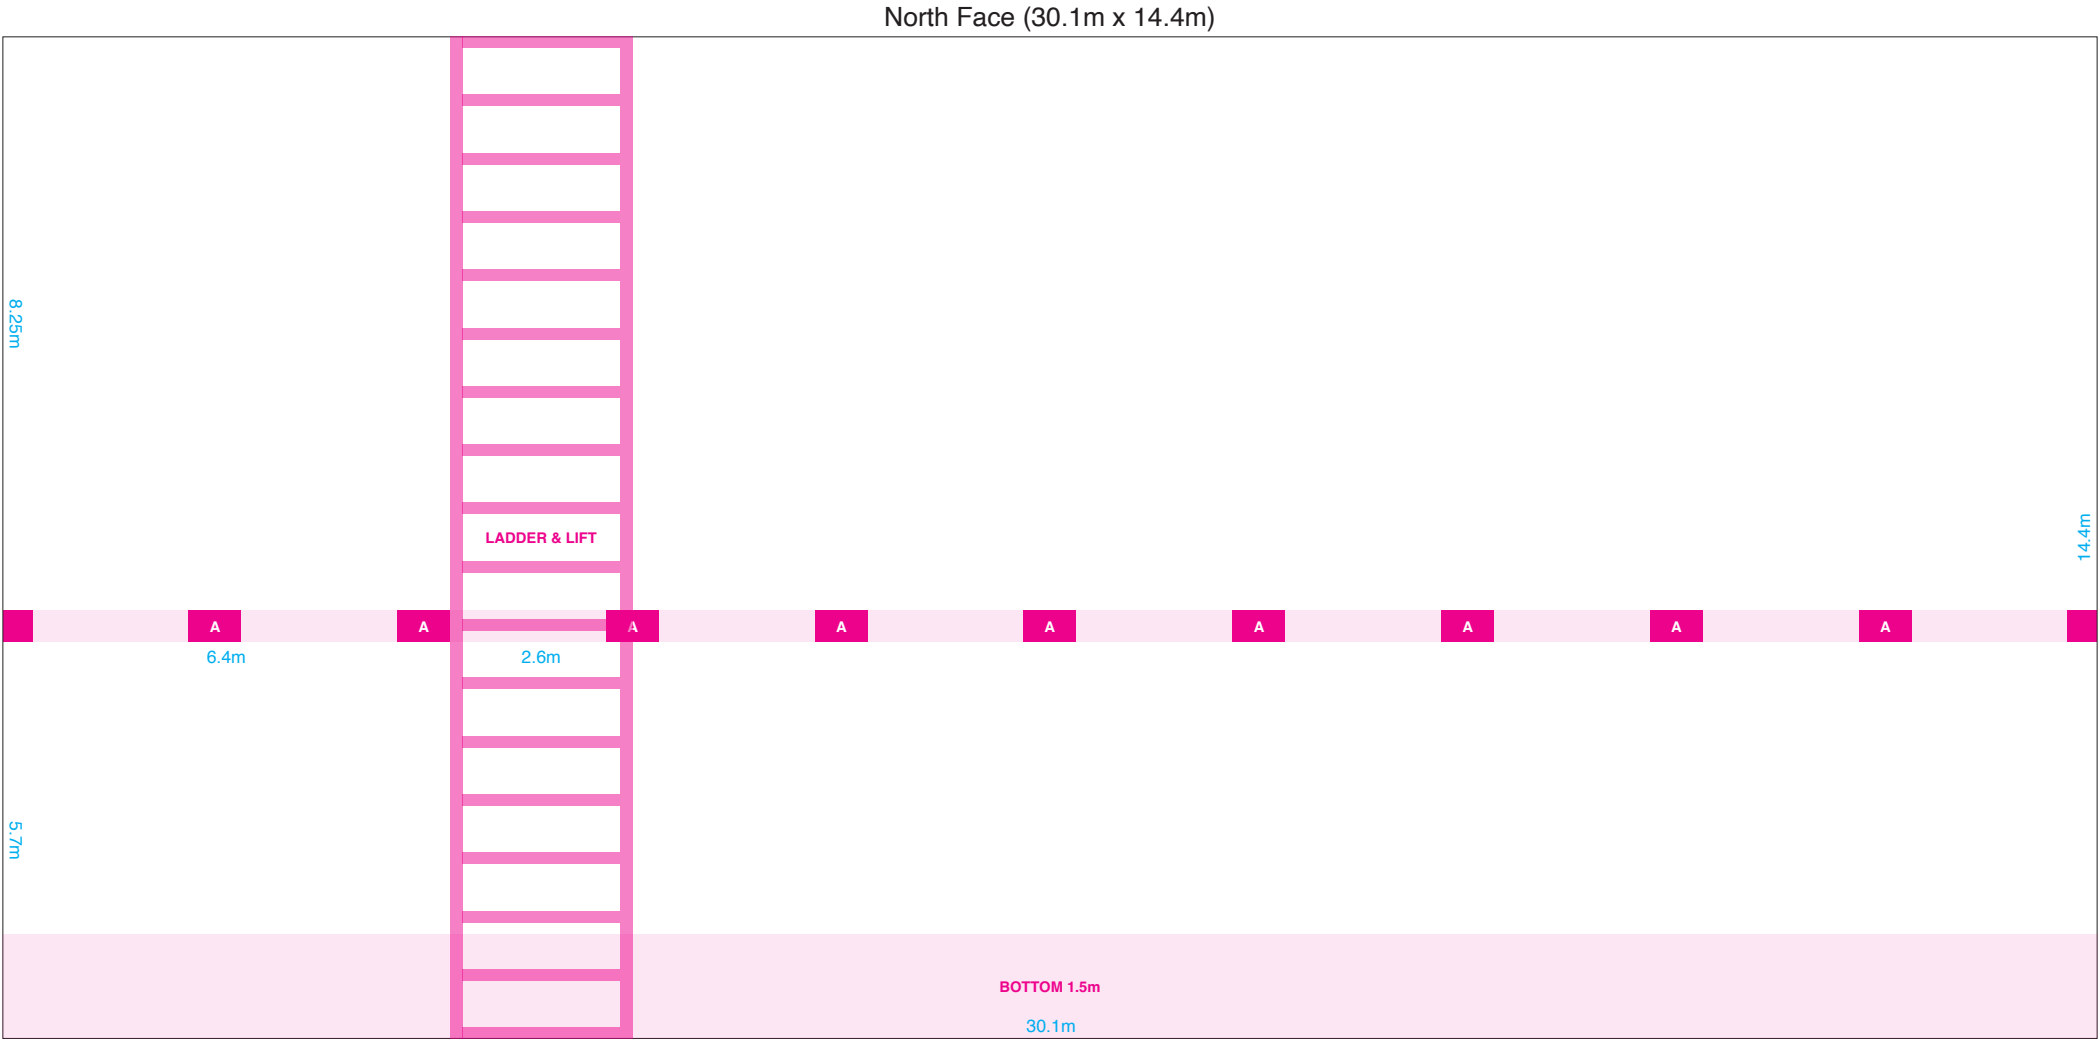 North Face (30.1m x 14.4m)
8.25m
LADDER & LIFT
14.4m
A A A A A A A A A
6.4m 2.6m
5.7m
BOTTOM 1.5m
30.1m